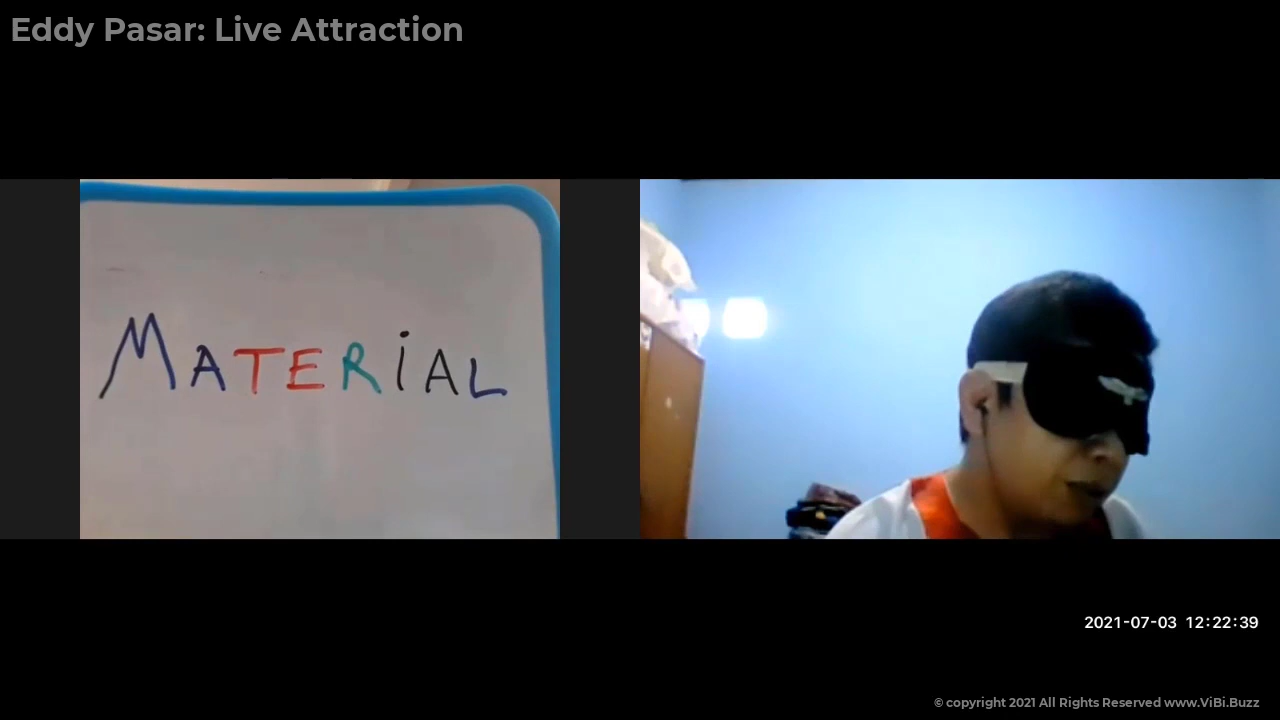 Eddy Pasar: Live Attraction
MATERiAL
2021-07-03 12:22:39
© copyright 2021 All Rights Reserved www.ViBi.Buzz